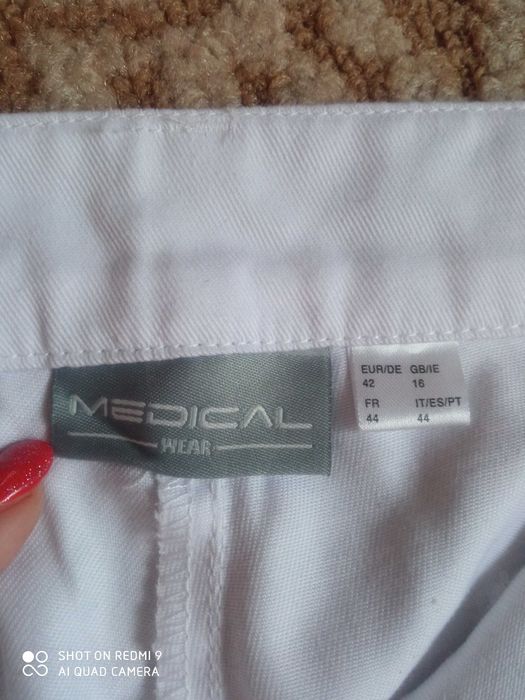 MEDICAL
WEAR
EUR/DE GB/IE
42 16
FR IT/ES/PT
44 44
SHOT ON REDMI 9
AI QUAD CAMERA